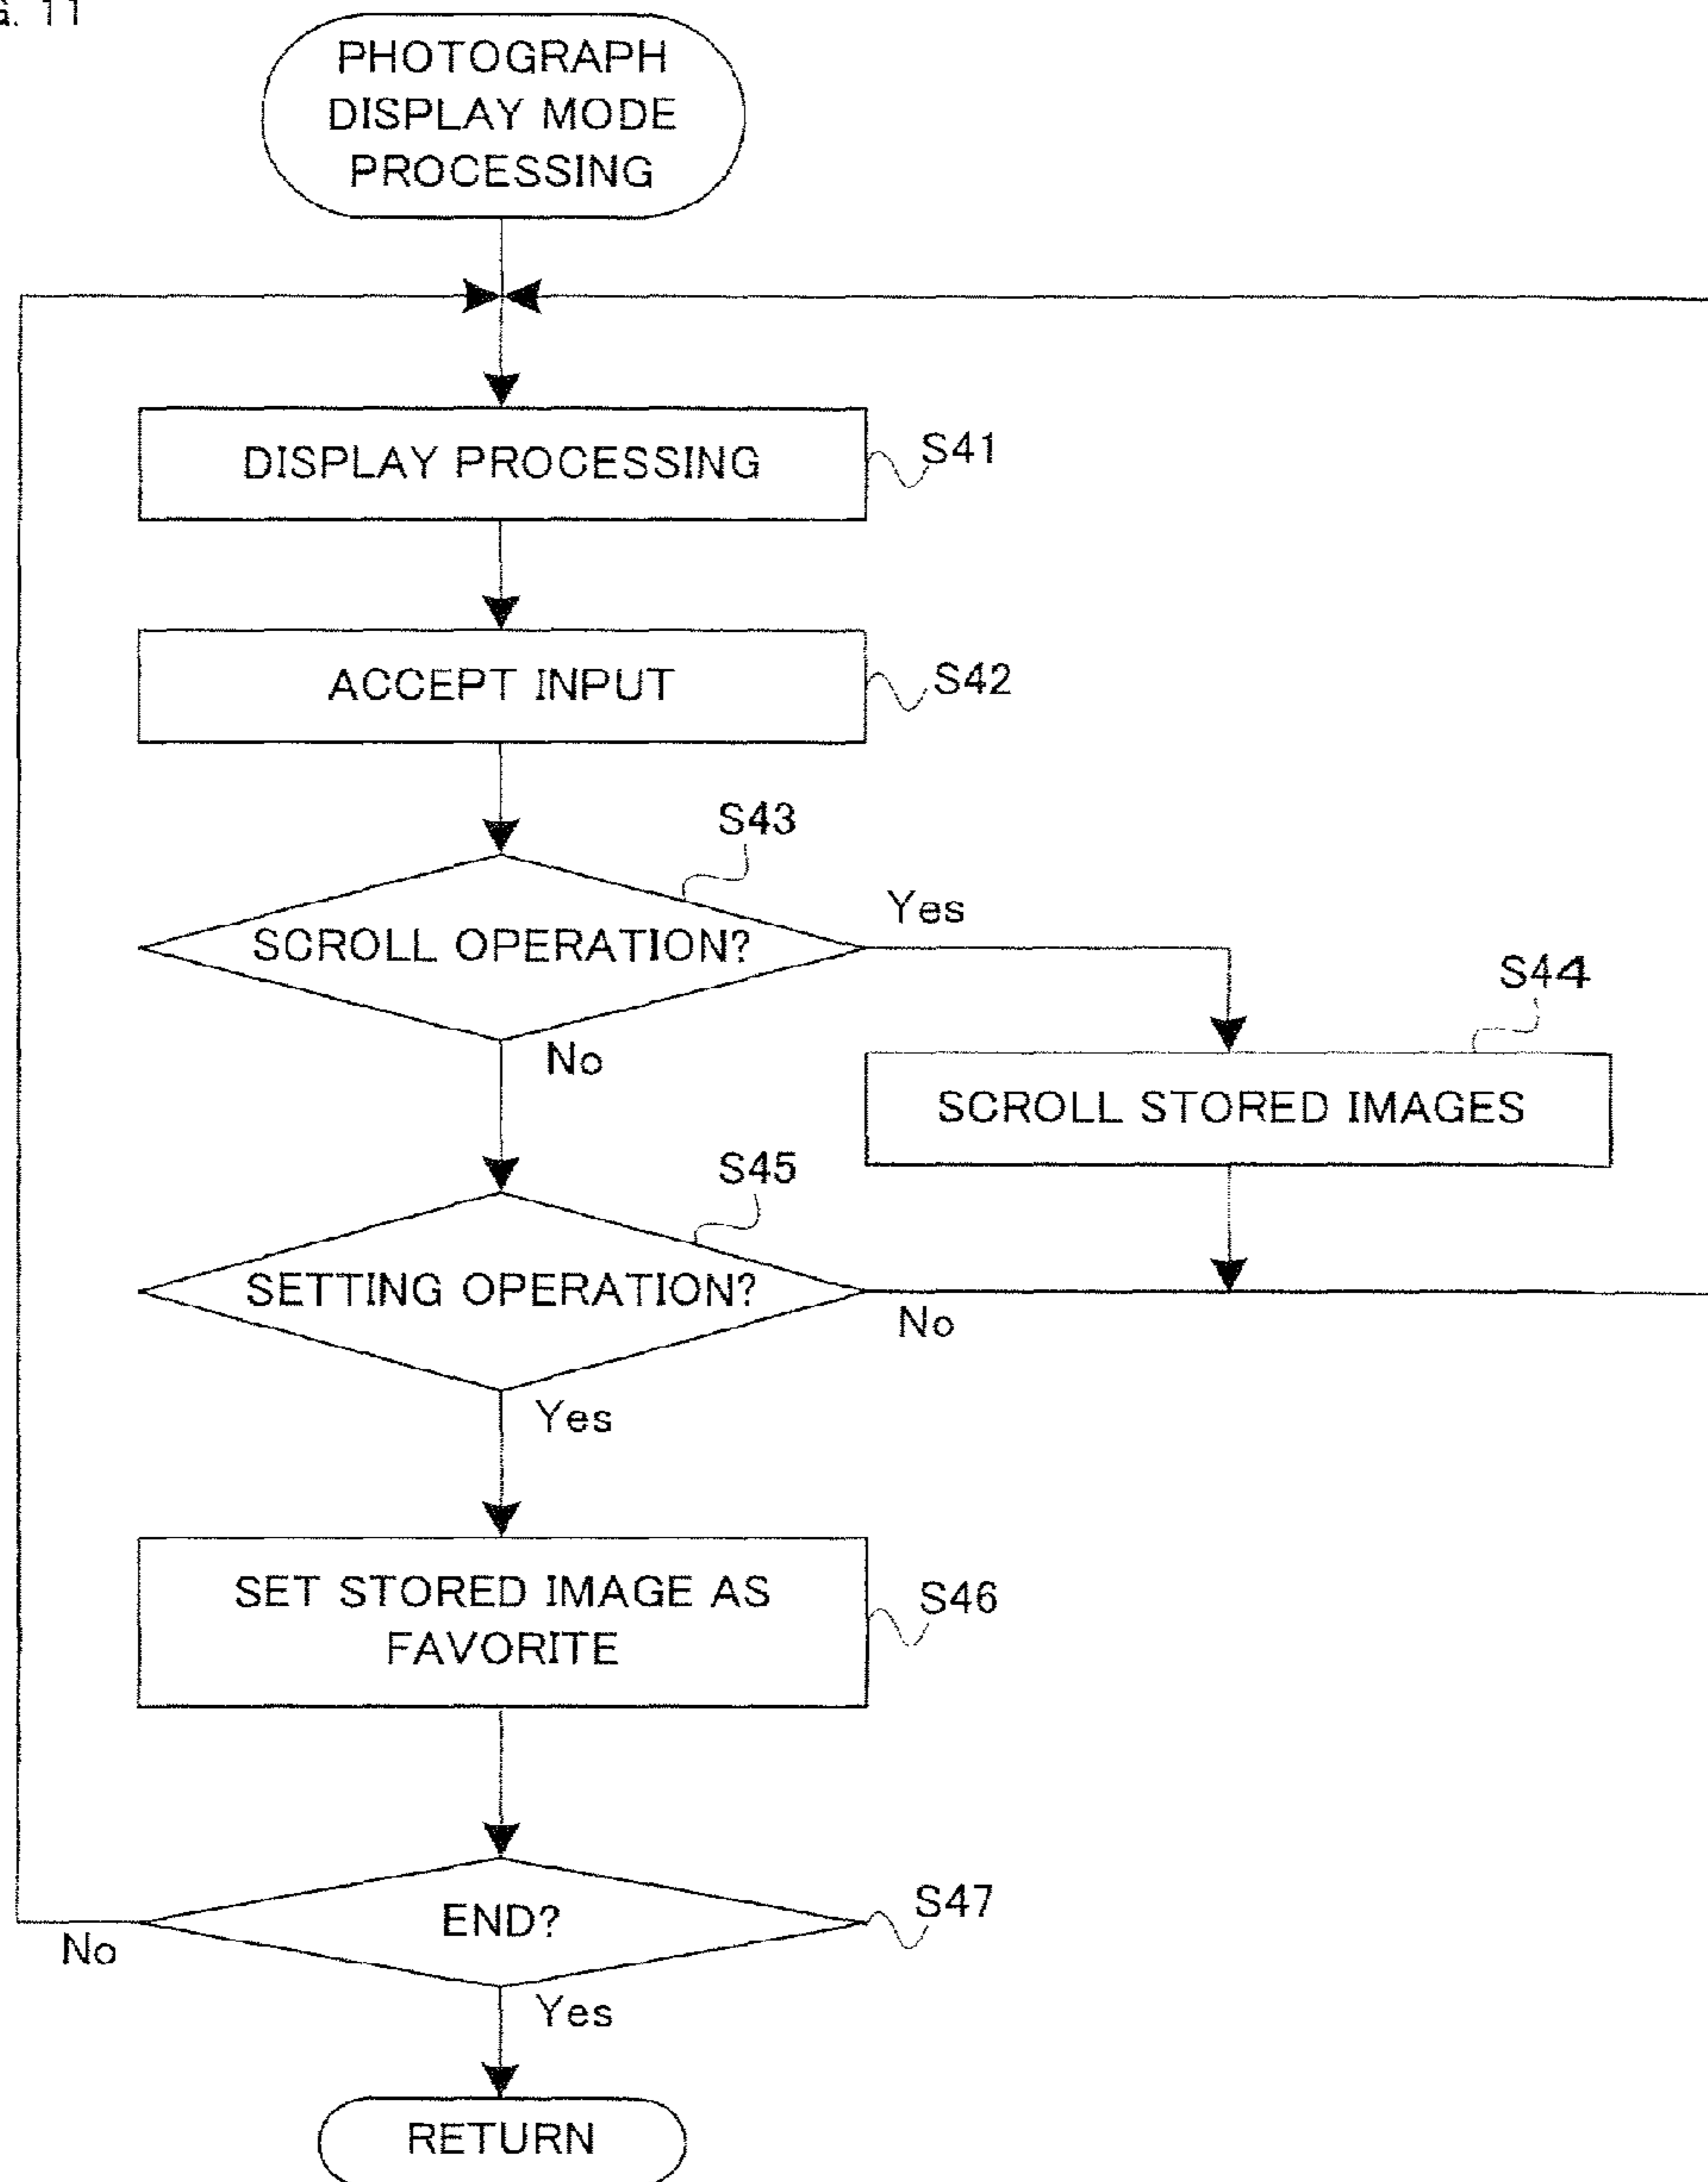 11
PHOTOGRAPH
DISPLAY MODE
PROCESSING
DISPLAY PROCESSING
S41
ACCEPT INPUT
S42
S43
SCROLL OPERATION?
Yes
No
S44
SCROLL STORED IMAGES
S45
SETTING OPERATION?
No
Yes
SET STORED IMAGE AS
FAVORITE
S46
END?
S47
No
Yes
RETURN